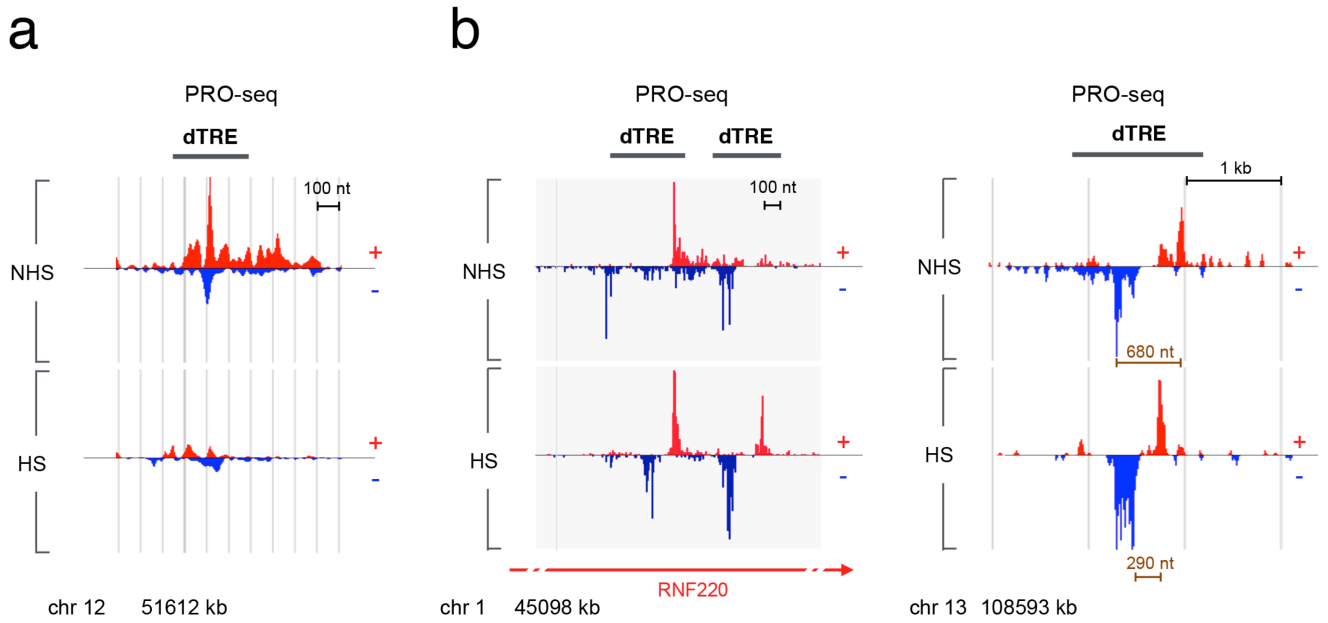 a
b
PRO-seq
PRO-seq
PRO-seq
dTRE
dTRE
dTRE
dTRE
100 nt
100 nt
1 kb
NHS
+
-
NHS
+
-
NHS
+
-
680 nt
HS
+
-
HS
+
-
HS
+
-
290 nt
RNF220
chr 12 51612 kb
chr 1 45098 kb
chr 13 108593 kb